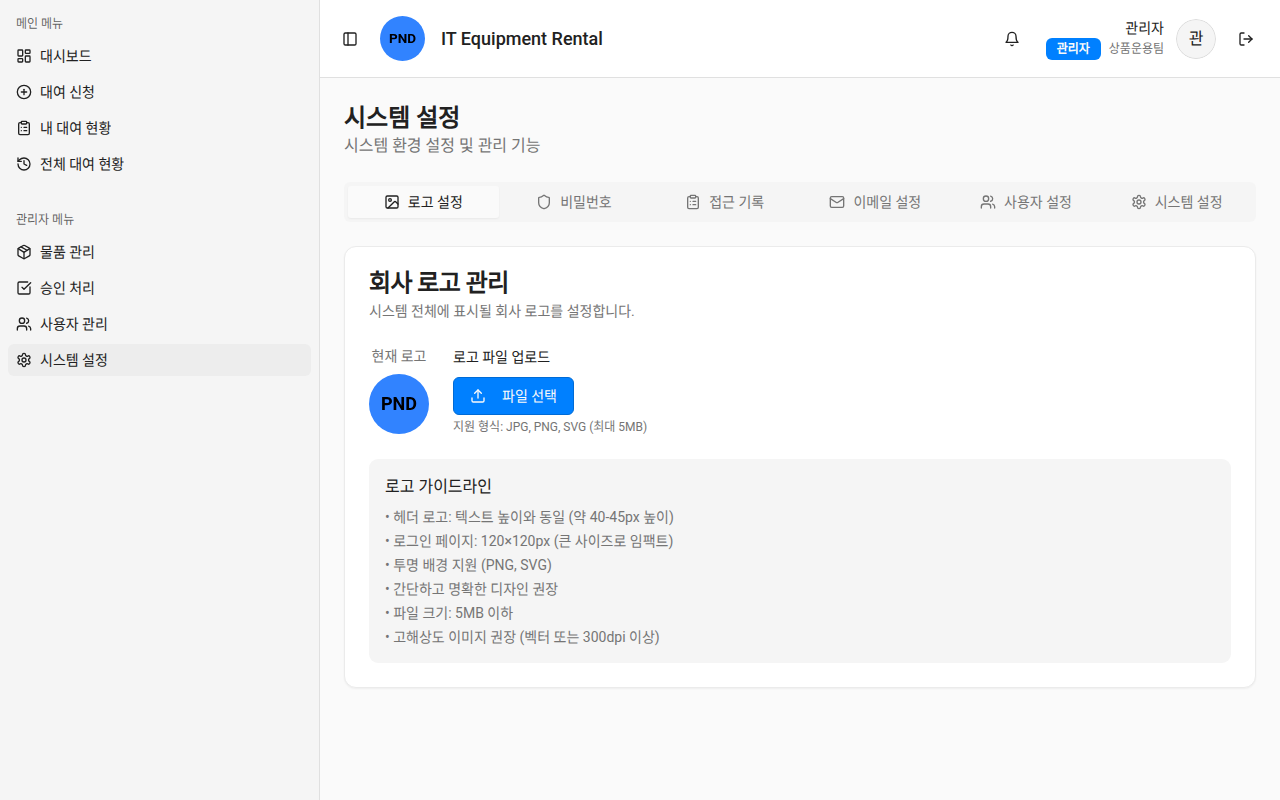 메인 메뉴
대시보드
대여 신청
내 대여 현황
전체 대여 현황
관리자 메뉴
물품 관리
승인 처리
사용자 관리
시스템 설정
PND
IT Equipment Rental
관리자
관리자 상품운용팀
관
시스템 설정
시스템 환경 설정 및 관리 기능
로고 설정
비밀번호
접근 기록
이메일 설정
사용자 설정
시스템 설정
회사 로고 관리
시스템 전체에 표시될 회사 로고를 설정합니다.
현재 로고
PND
로고 파일 업로드
파일 선택
지원 형식: JPG, PNG, SVG (최대 5MB)
로고 가이드라인
• 헤더 로고: 텍스트 높이와 동일 (약 40-45px 높이)
• 로그인 페이지: 120×120px (큰 사이즈로 임팩트)
• 투명 배경 지원 (PNG, SVG)
• 간단하고 명확한 디자인 권장
• 파일 크기: 5MB 이하
• 고해상도 이미지 권장 (벡터 또는 300dpi 이상)